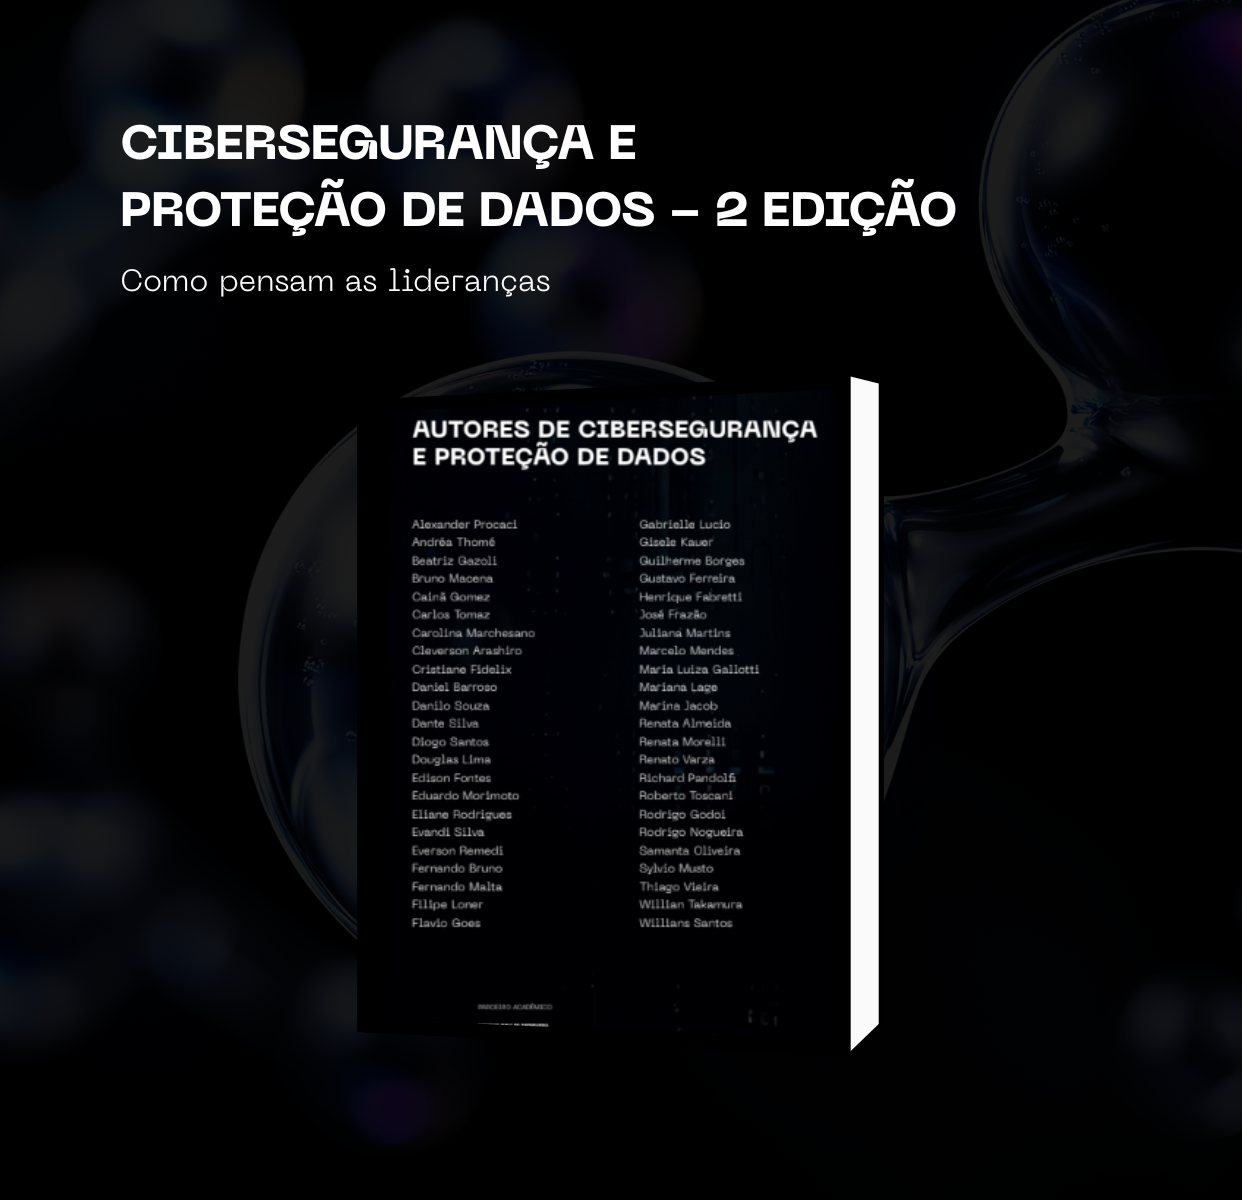 CIBERSEGURANÇA E
PROTEÇÃO DE DADOS – 2 EDIÇÃO
Como pensam as lideranças
AUTORES DE CIBERSEGURANÇA
E PROTEÇÃO DE DADOS
Alexander Procaci
Andréa Thomé
Beatriz Gazoli
Bruno Macena
Cainã Gomez
Carlos Tomaz
Carolina Marchesano
Cleverson Arashiro
Cristiane Fidelix
Daniel Barroso
Danilo Souza
Dante Silva
Diogo Santos
Douglas Lima
Edison Fontes
Eduardo Morimoto
Eliane Rodrigues
Evandi Silva
Everson Remedi
Fernando Bruno
Fernando Malta
Filipe Loner
Flavio Goes
Gabrielle Lucio
Gisele Kauer
Guilherme Borges
Gustavo Ferreira
Henrique Fabretti
José Frazão
Juliana Martins
Marcelo Mendes
Maria Luiza Gallotti
Mariana Lage
Marina Jacob
Renata Almeida
Renata Morelli
Renato Varza
Richard Pandolfi
Roberto Toscani
Rodrigo Godoi
Rodrigo Nogueira
Samanta Oliveira
Sylvio Musto
Thiago Vieira
Willian Takamura
Willians Santos
PARCEIRO ACADÊMICO